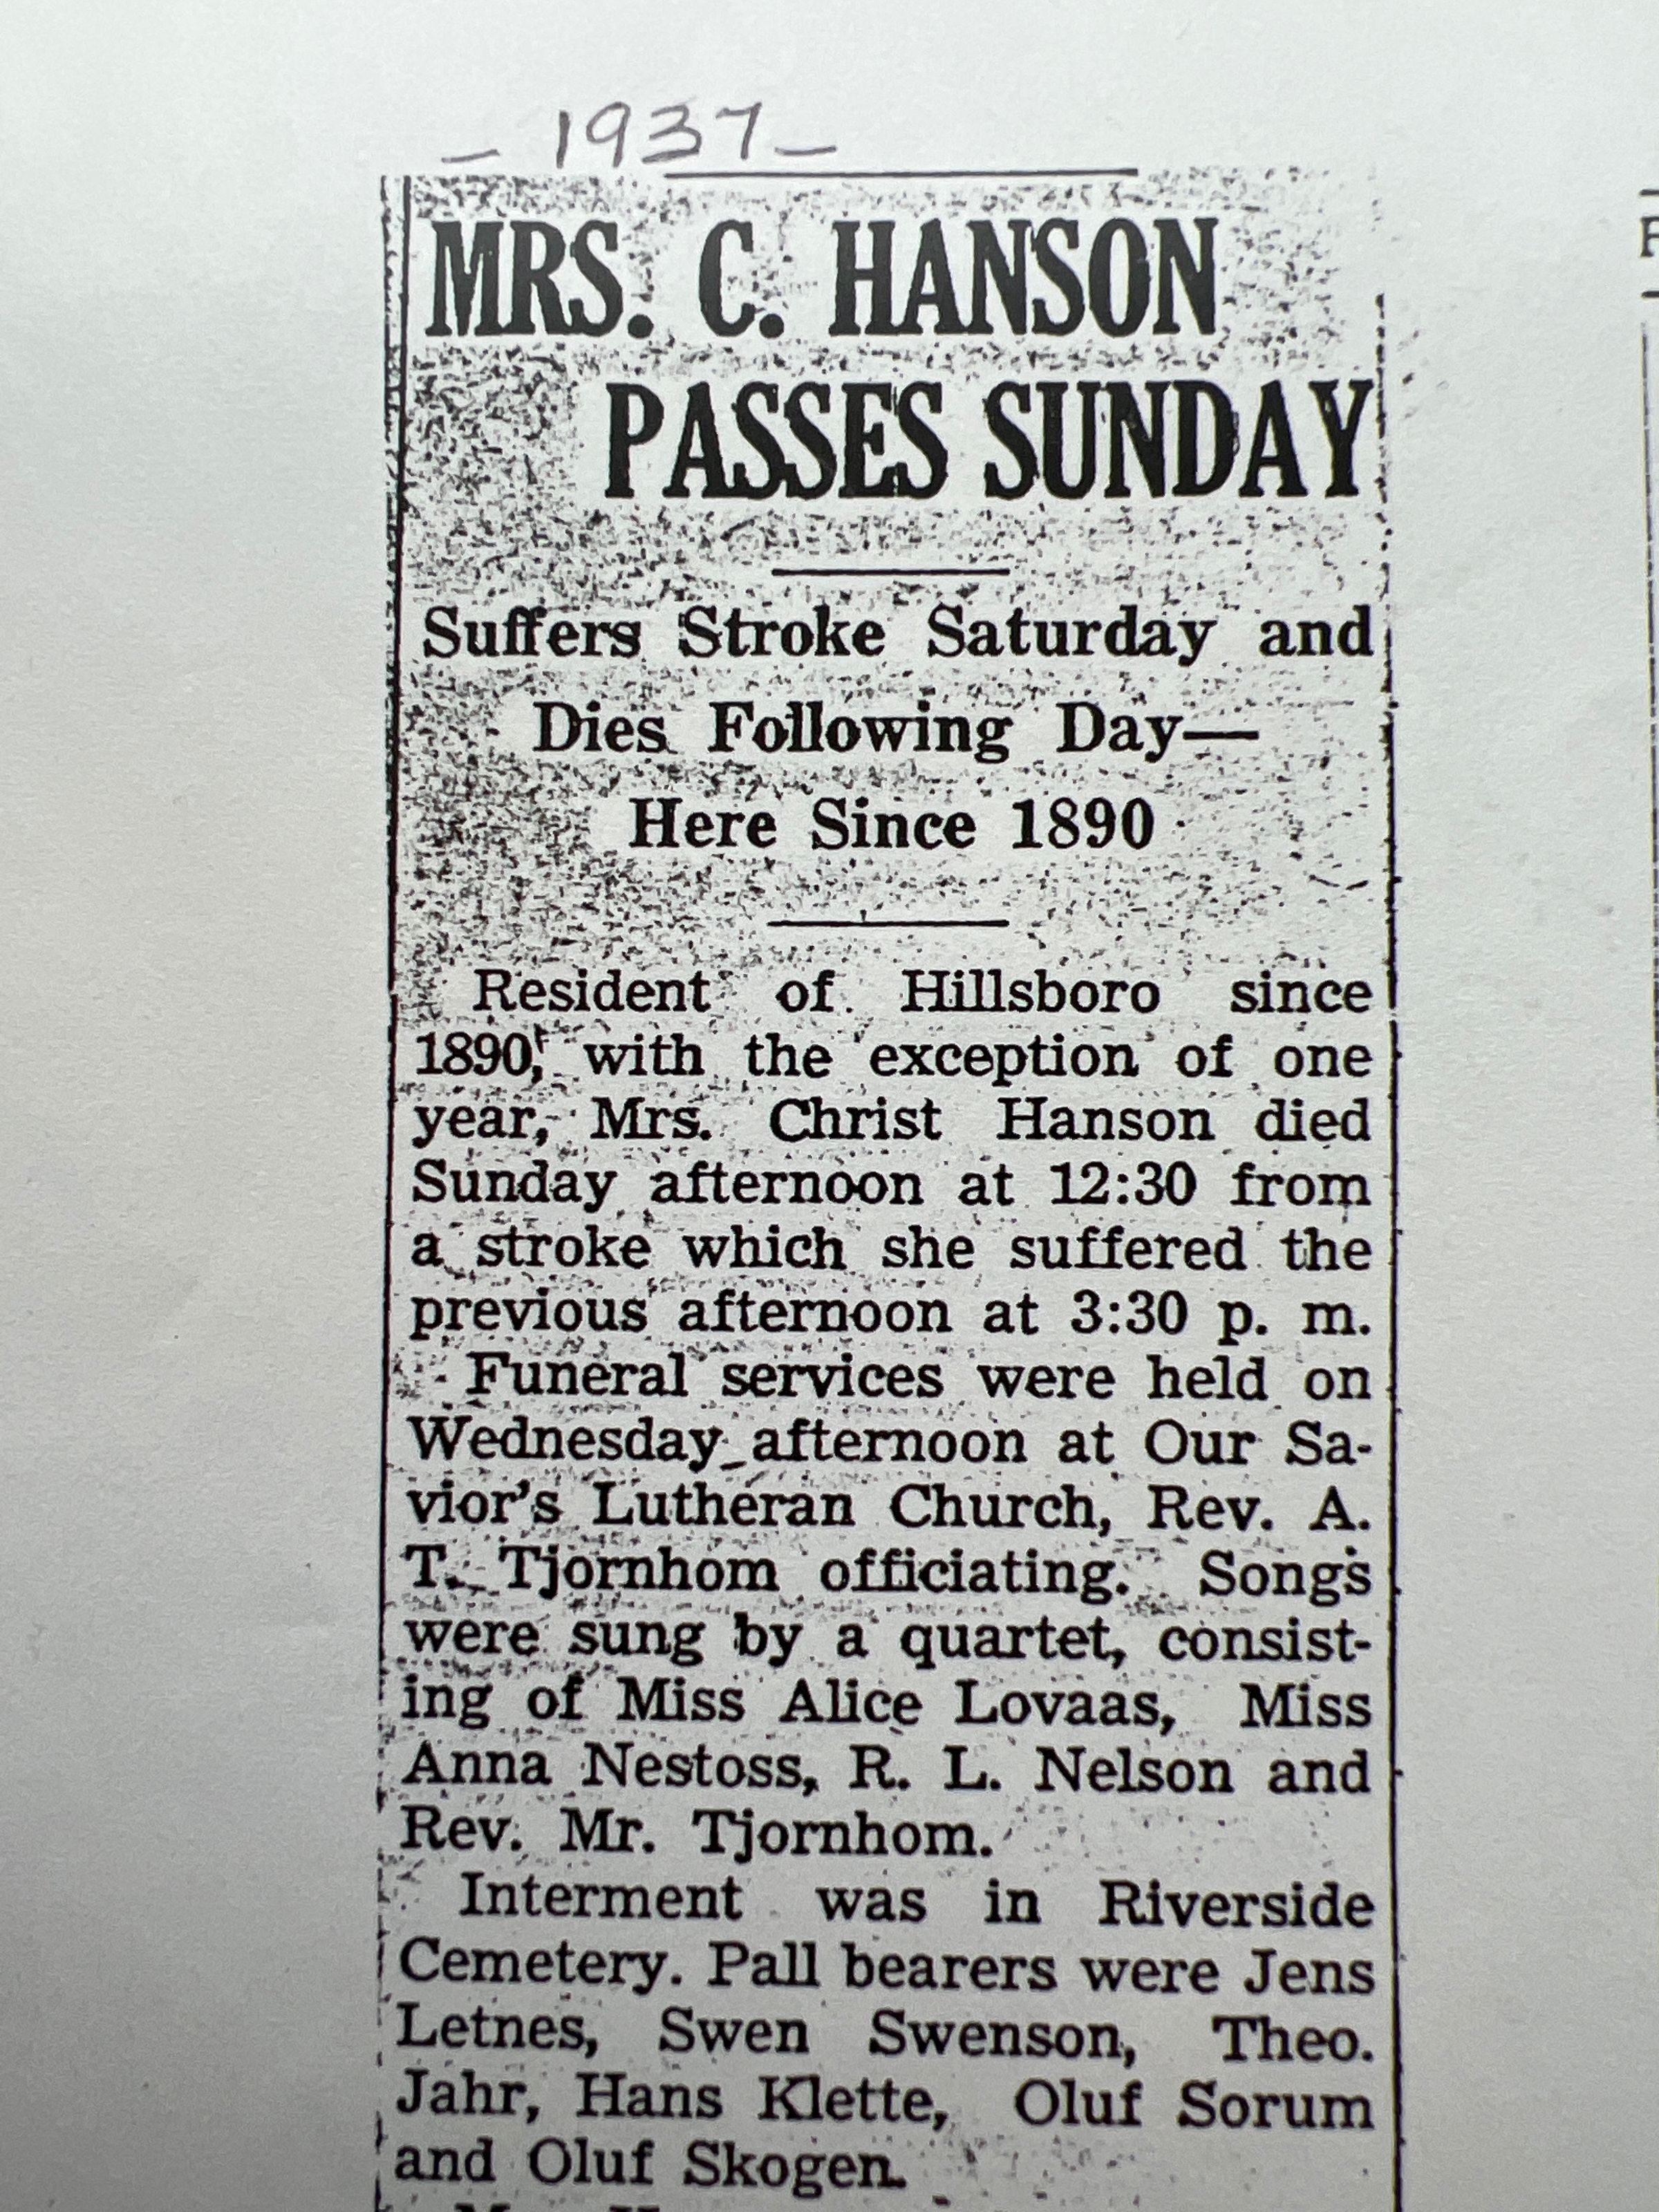 - 1937 -
MRS. C. HANSON
PASSES SUNDAY
Suffers Stroke Saturday and
Dies Following Day—
Here Since 1890
Resident of Hillsboro since
1890, with the exception of one
year, Mrs. Christ Hanson died
Sunday afternoon at 12:30 from
a stroke which she suffered the
previous afternoon at 3:30 p. m.
Funeral services were held on
Wednesday afternoon at Our Sa-
vior's Lutheran Church, Rev. A.
T. Tjornhom officiating. Songs
were sung by a quartet, consist-
ing of Miss Alice Lovaas, Miss
Anna Nestoss, R. L. Nelson and
Rev. Mr. Tjornhom.
Interment was in Riverside
Cemetery. Pall bearers were Jens
Letnes, Swen Swenson, Theo.
Jahr, Hans Klette, Oluf Sorum
and Oluf Skogen.